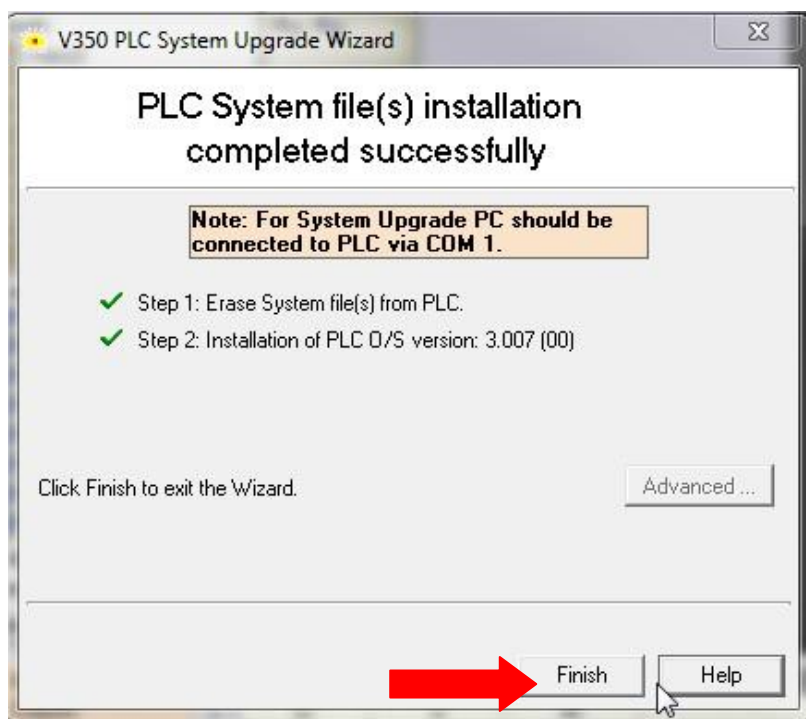 V350 PLC System Upgrade Wizard
PLC System file(s) installation
completed successfully
Note: For System Upgrade PC should be
connected to PLC via COM 1.
Step 1: Erase System file(s) from PLC.
Step 2: Installation of PLC O/S version: 3.007 (00)
Click Finish to exit the Wizard.
Advanced ...
Finish
Help